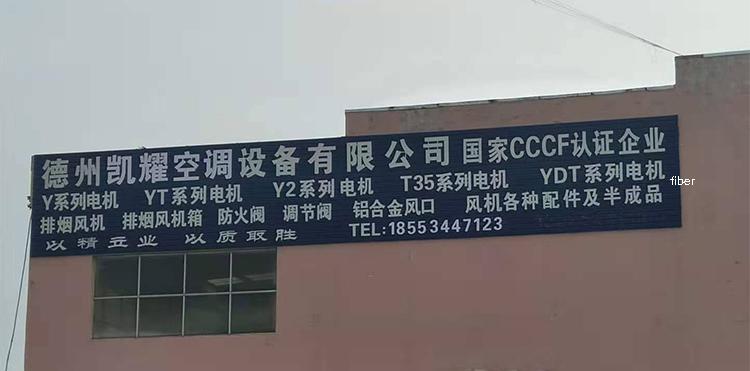 德州凯耀空调设备有限公司 国家CCCF认证企业
Y系列电机 YT系列电机 Y2系列电机 T35系列电机 YDT系列电机
fiber
排烟风机 排烟风机箱 防火阀 调节阀 铝合金风口 风机各种配件及半成品
以精立业 以质取胜 TEL:18553447123